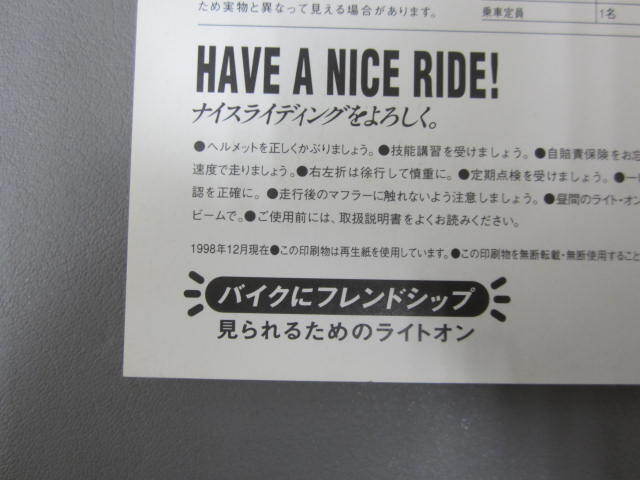 ため実物と異なって見える場合があります。
乗車定員 1名
HAVE A NICE RIDE!
ナイスライディングをよろしく。
●ヘルメットを正しくかぶりましょう。●技能講習を受けましょう。●自賠責保険をお忘
速度で走りましょう。●右左折は徐行して慎重に。●定期点検を受けましょう。●一
認を正確に。●走行後のマフラーに触れないよう注意しましょう。●昼間のライト・オン
ビームで。●ご使用前には、取扱説明書をよくお読みください。
1998年12月現在●この印刷物は再生紙を使用しています。●この印刷物を無断転載・無断使用すること
バイクにフレンドシップ
見られるためのライトオン